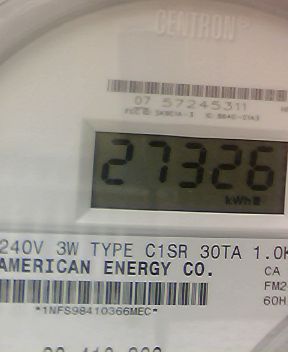 CENTRON®
07 57245311
27326
kWh
240V 3W TYPE C1SR 30TA 1.0K
AMERICAN ENERGY CO.
CA
FM2
60H
*1NFS98410366MEC*